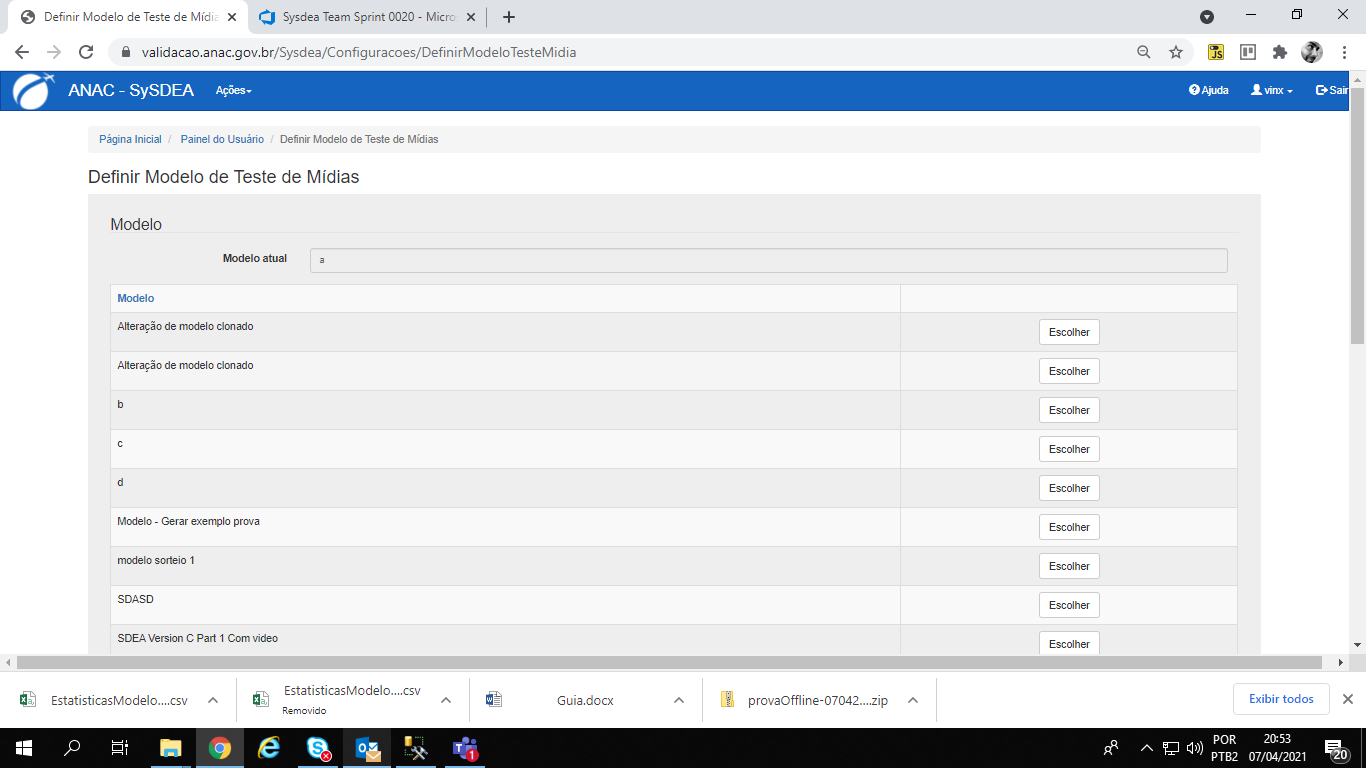 Definir Modelo de Teste de Mídia
Sysdea Team Sprint 0020 - Micro
validacao.anac.gov.br/Sysdea/Configuracoes/DefinirModeloTesteMidia
JS
ANAC - SySDEA
Ações
Ajuda
vinx
Sair
Página Inicial / Painel do Usuário / Definir Modelo de Teste de Mídias
Definir Modelo de Teste de Mídias
Modelo
Modelo atual
a
Modelo
Alteração de modelo clonado
Escolher
Alteração de modelo clonado
Escolher
b
Escolher
c
Escolher
d
Escolher
Modelo - Gerar exemplo prova
Escolher
modelo sorteio 1
Escolher
SDASD
Escolher
SDEA Version C Part 1 Com video
Escolher
EstatisticasModelo....csv
EstatisticasModelo....csv
Removido
Guia.docx
provaOffline-07042....zip
Exibir todos
1
POR
PTB2
20:53
07/04/2021
20